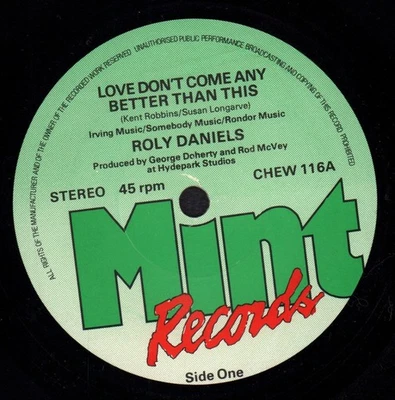 ALL RIGHTS OF THE MANUFACTURER AND OF THE OWNER OF THE RECORDED WORK RESERVED UNAUTHORISED PUBLIC PERFORMANCE BROADCASTING AND COPYING OF THIS RECORD PROHIBITED
LOVE DON'T COME ANY
BETTER THAN THIS
(Kent Robbins/Susan Longarve)
Irving Music/Somebody Music/Rondor Music
ROLY DANIELS
Produced by George Doherty and Rod McVey
at Hydepark Studios
STEREO 45 rpm CHEW 116A
Mint
Records
Side One